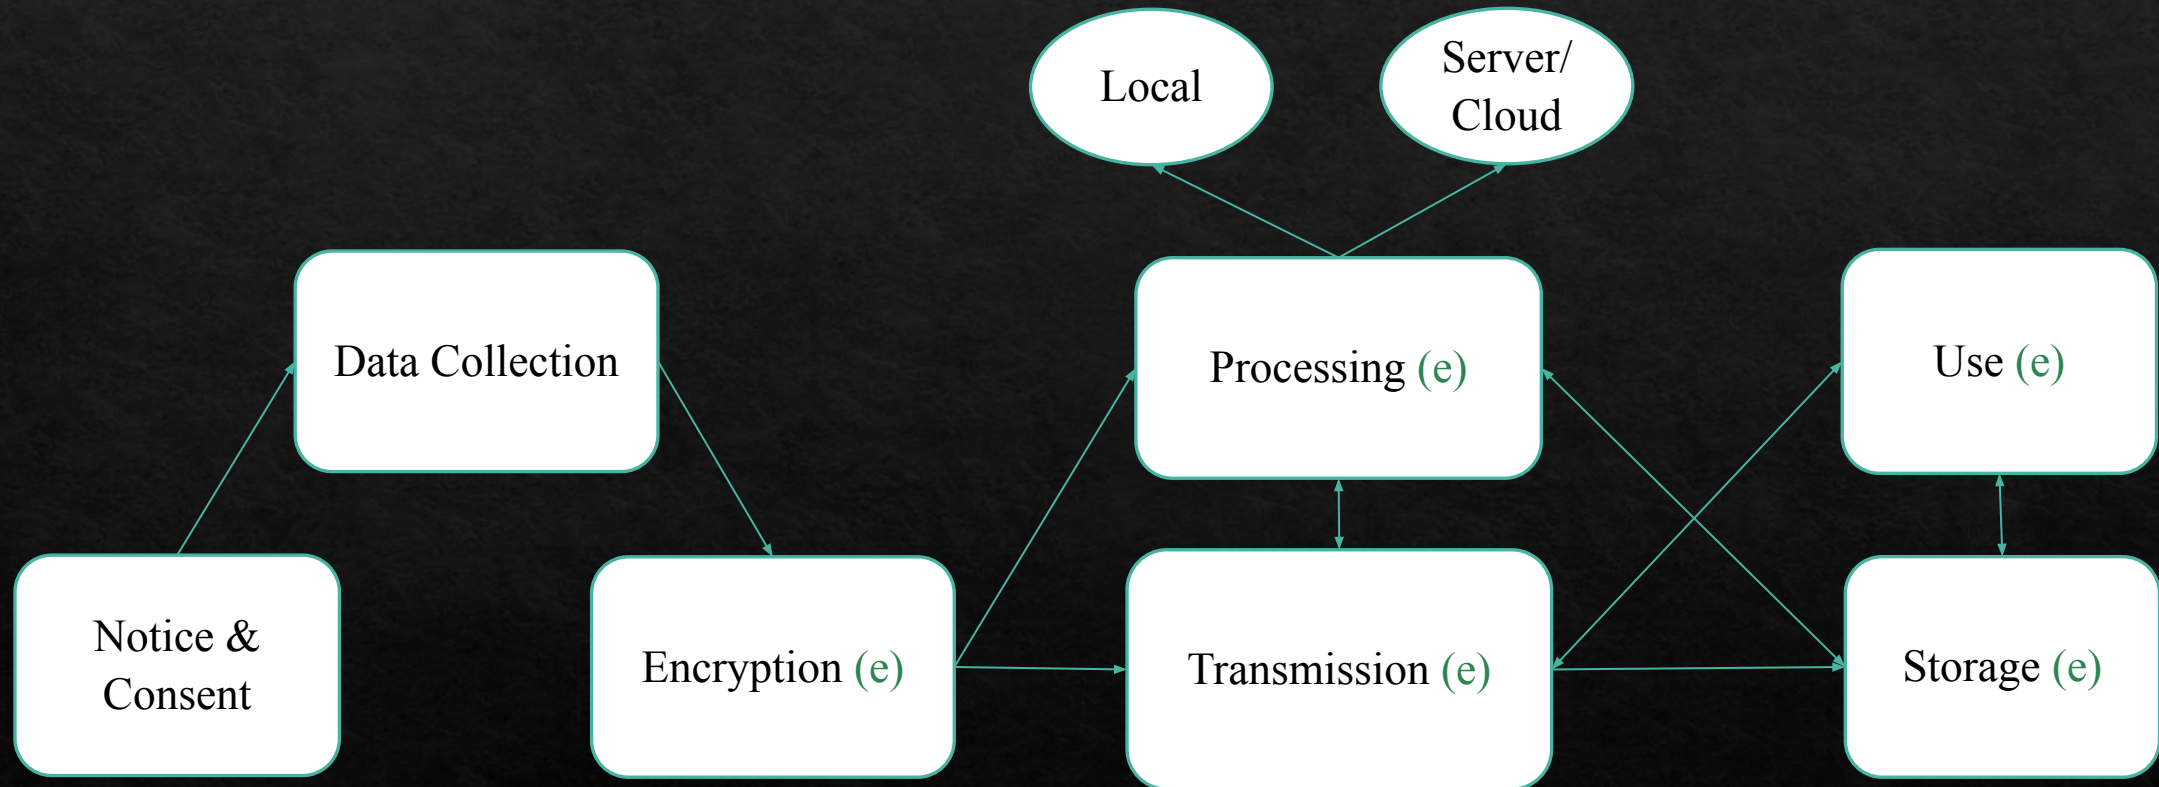 Local
Server/
Cloud
Data Collection
Processing (e)
Use (e)
Notice &
Consent
Encryption (e)
Transmission (e)
Storage (e)